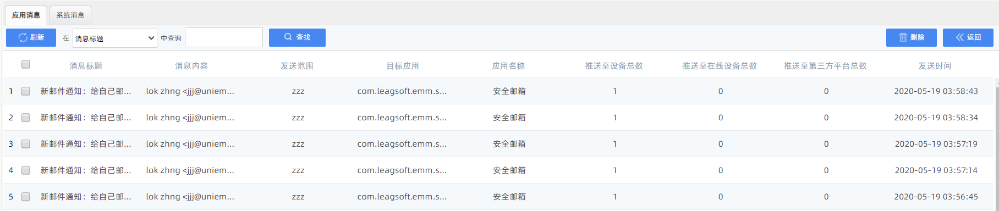 应用消息 系统消息
刷新 在 消息标题 中查询 查找 删除 返回
消息标题 消息内容 发送范围 目标应用 应用名称 推送至设备总数 推送至在线设备总数 推送至第三方平台总数 发送时间
1 新邮件通知：给自己邮... lok zhng <jjj@uniem... zzz com.leagsoft.emm.s... 安全邮箱 1 0 0 2020-05-19 03:58:43
2 新邮件通知：给自己邮... lok zhng <jjj@uniem... zzz com.leagsoft.emm.s... 安全邮箱 1 0 0 2020-05-19 03:58:34
3 新邮件通知：给自己邮... lok zhng <jjj@uniem... zzz com.leagsoft.emm.s... 安全邮箱 1 0 0 2020-05-19 03:57:19
4 新邮件通知：给自己邮... lok zhng <jjj@uniem... zzz com.leagsoft.emm.s... 安全邮箱 1 0 0 2020-05-19 03:57:14
5 新邮件通知：给自己邮... lok zhng <jjj@uniem... zzz com.leagsoft.emm.s... 安全邮箱 1 0 0 2020-05-19 03:56:45